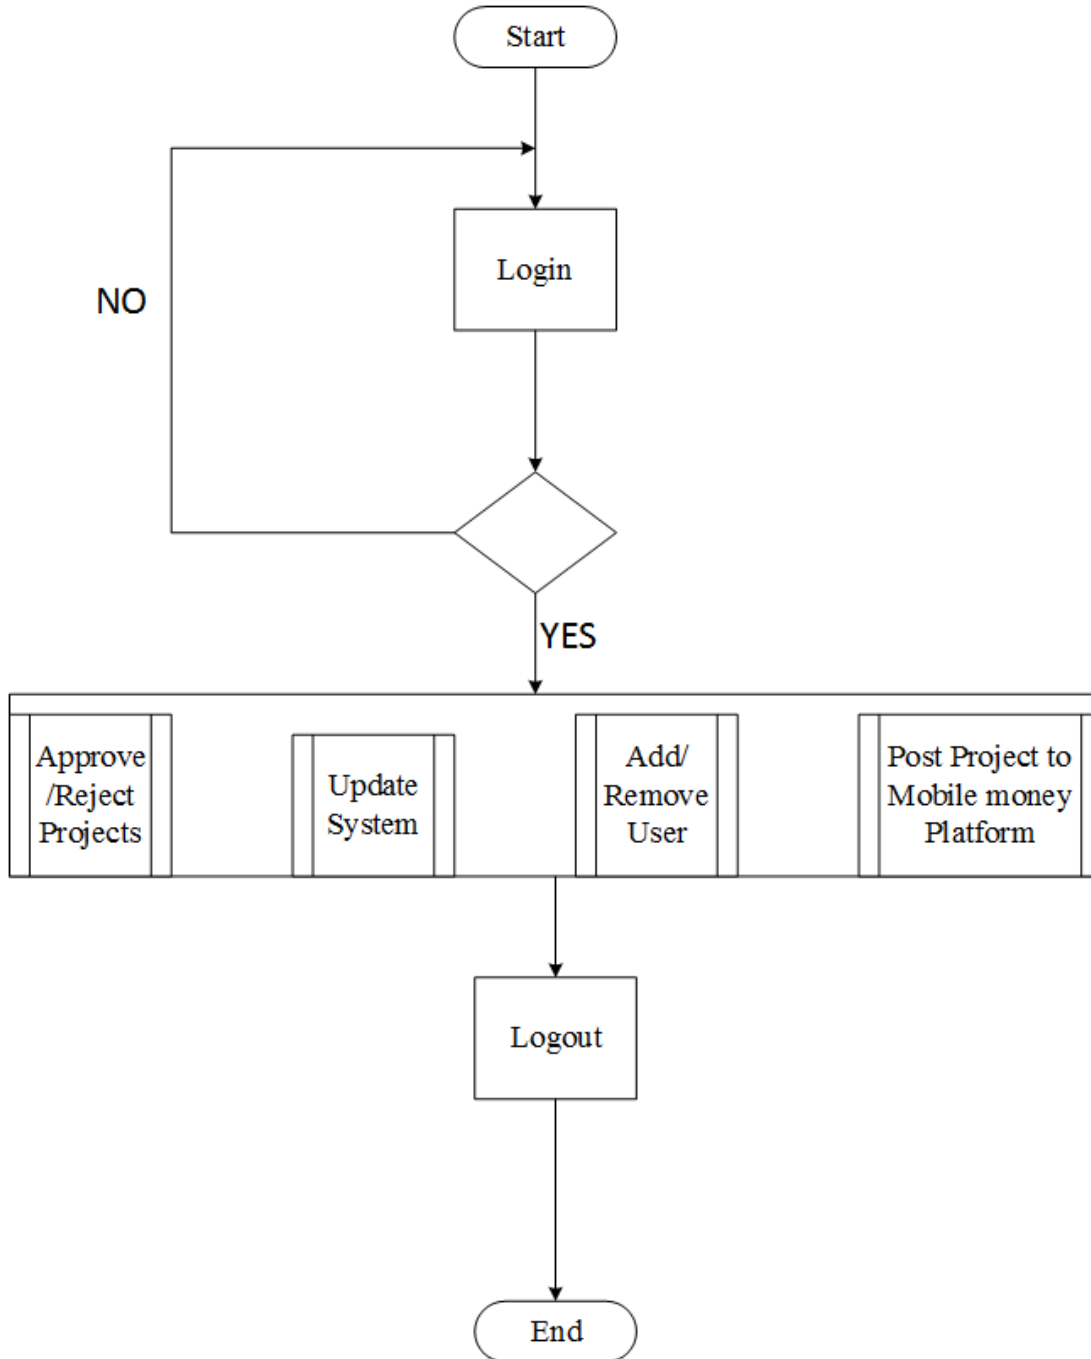 Start
Login
NO
YES
Approve
/Reject
Projects
Update
System
Add/
Remove
User
Post Project to
Mobile money
Platform
Logout
End